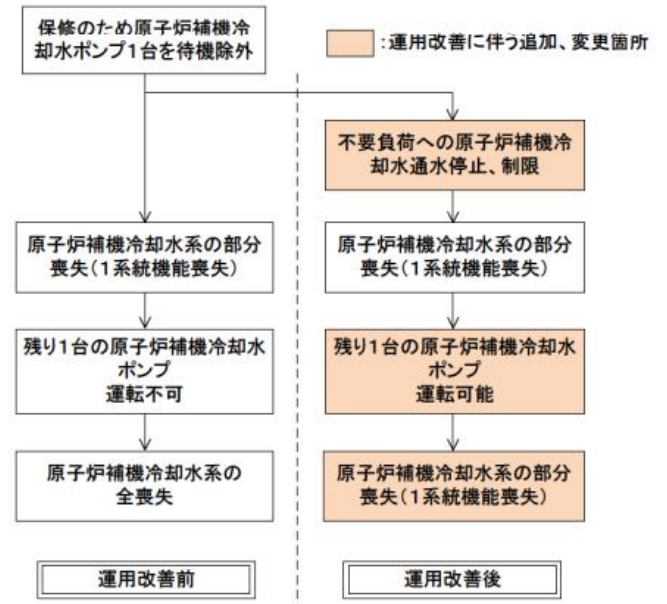 保修のため原子炉補機冷
却水ポンプ1台を待機除外
:運用改善に伴う追加、変更箇所
不要負荷への原子炉補機冷
却水通水停止、制限
原子炉補機冷却水系の部分
喪失(1系統機能喪失)
原子炉補機冷却水系の部分
喪失(1系統機能喪失)
残り1台の原子炉補機冷却水
ポンプ
運転不可
残り1台の原子炉補機冷却水
ポンプ
運転可能
原子炉補機冷却水系の
全喪失
原子炉補機冷却水系の部分
喪失(1系統機能喪失)
運用改善前
運用改善後